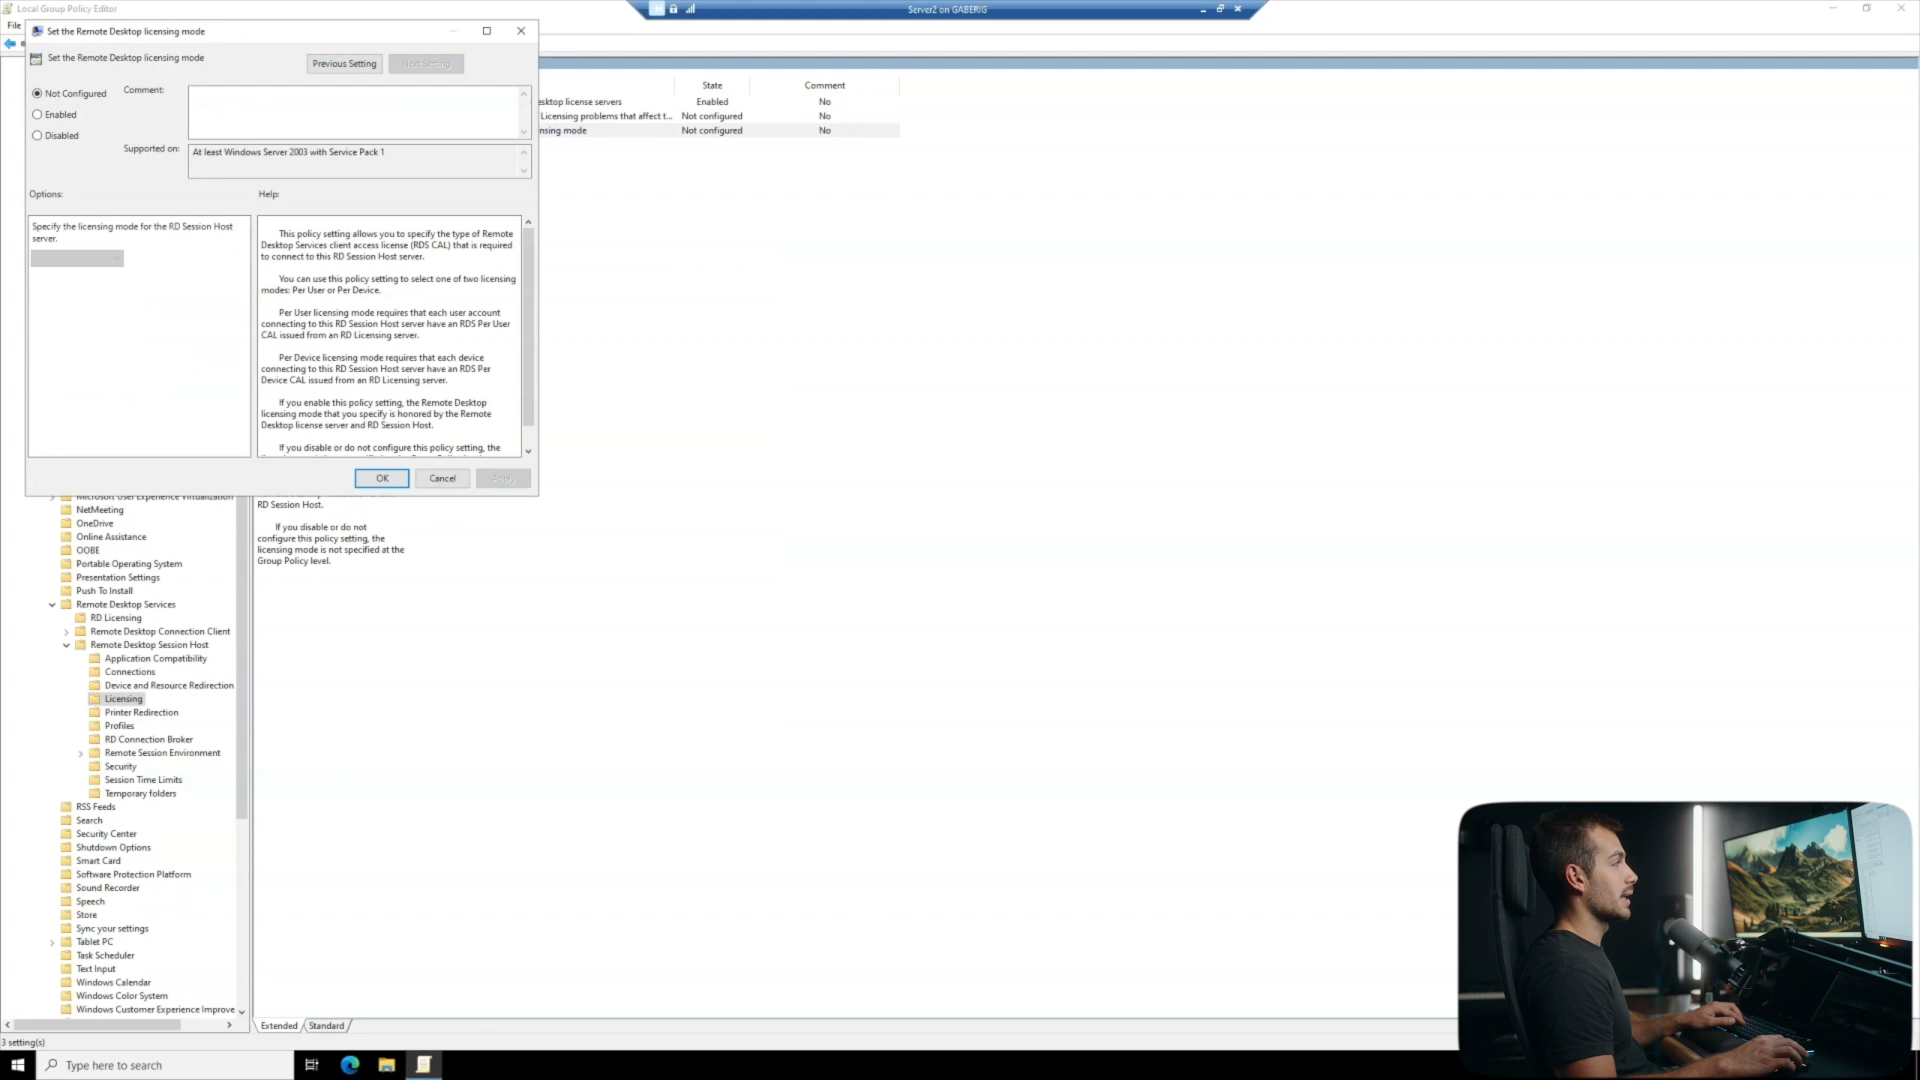 Local Group Policy Editor
Server2 on GABERIG
File
Set the Remote Desktop licensing mode
Set the Remote Desktop licensing mode
Previous Setting
Next Setting
Not Configured
Enabled
Disabled
Comment:
Supported on:
At least Windows Server 2003 with Service Pack 1
Options:
Help:
Specify the licensing mode for the RD Session Host
server.
This policy setting allows you to specify the type of Remote
Desktop Services client access license (RDS CAL) that is required
to connect to this RD Session Host server.
You can use this policy setting to select one of two licensing
modes: Per User or Per Device.
Per User licensing mode requires that each user account
connecting to this RD Session Host server have an RDS Per User
CAL issued from an RD Licensing server.
Per Device licensing mode requires that each device
connecting to this RD Session Host server have an RDS Per
Device CAL issued from an RD Licensing server.
If you enable this policy setting, the Remote Desktop
licensing mode that you specify is honored by the Remote
Desktop license server and RD Session Host.
If you disable or do not configure this policy setting, the
OK
Cancel
Apply
State
Comment
esktop license servers Enabled No
Licensing problems that affect t... Not configured No
nsing mode Not configured No
RD Session Host.
If you disable or do not
configure this policy setting, the
licensing mode is not specified at the
Group Policy level.
Microsoft User Experience Virtualization
NetMeeting
OneDrive
Online Assistance
OOBE
Portable Operating System
Presentation Settings
Push To Install
Remote Desktop Services
RD Licensing
Remote Desktop Connection Client
Remote Desktop Session Host
Application Compatibility
Connections
Device and Resource Redirection
Licensing
Printer Redirection
Profiles
RD Connection Broker
Remote Session Environment
Security
Session Time Limits
Temporary folders
RSS Feeds
Search
Security Center
Shutdown Options
Smart Card
Software Protection Platform
Sound Recorder
Speech
Store
Sync your settings
Tablet PC
Task Scheduler
Text Input
Windows Calendar
Windows Color System
Windows Customer Experience Improve
Extended
Standard
3 setting(s)
Type here to search